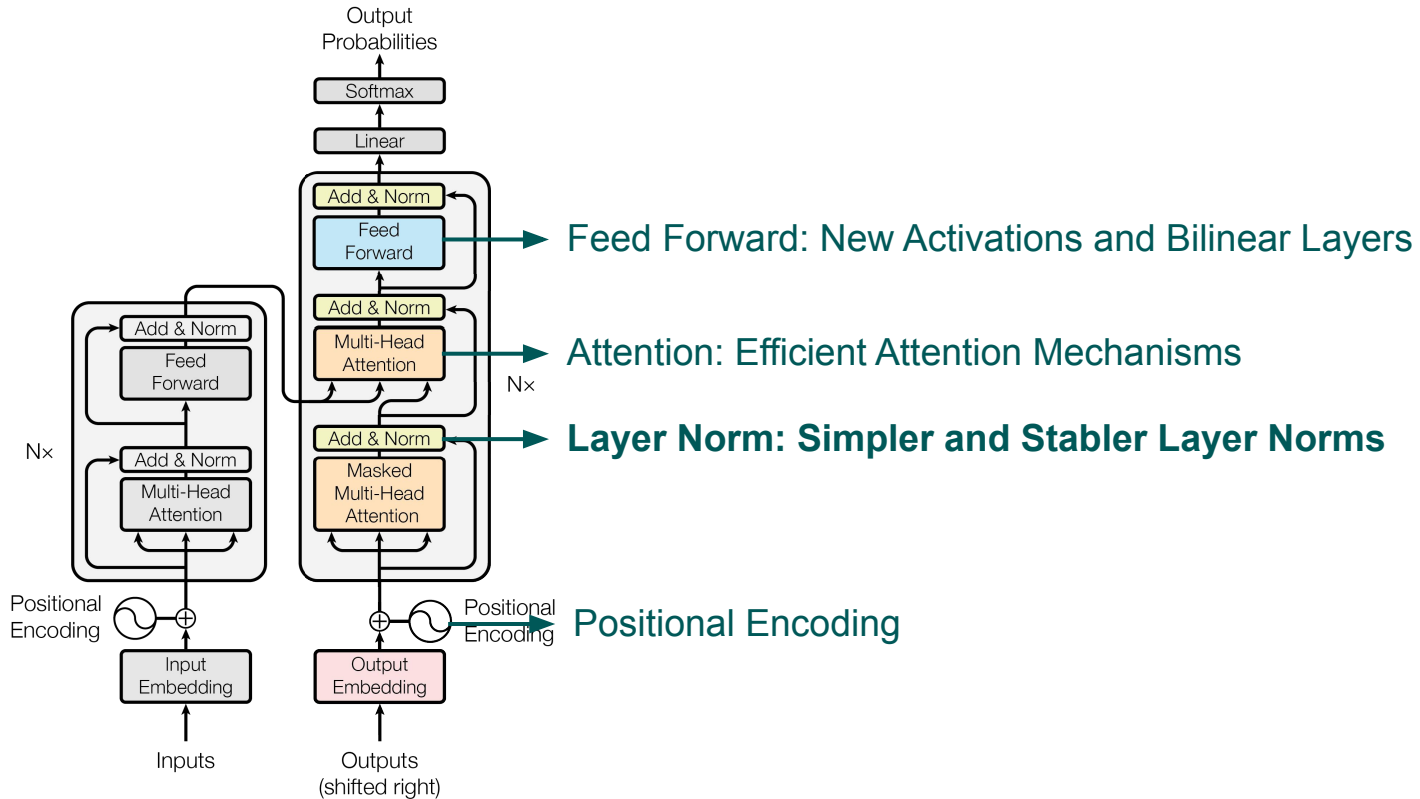 Output
Probabilities
Softmax
Linear
Add & Norm
Feed
Forward
Add & Norm
Multi-Head
Attention
Add & Norm
Masked
Multi-Head
Attention
N×
Add & Norm
Feed
Forward
Add & Norm
Multi-Head
Attention
N×
Positional
Encoding
Input
Embedding
Inputs
Positional
Encoding
Output
Embedding
Outputs
(shifted right)
Feed Forward: New Activations and Bilinear Layers
Attention: Efficient Attention Mechanisms
Layer Norm: Simpler and Stabler Layer Norms
Positional Encoding